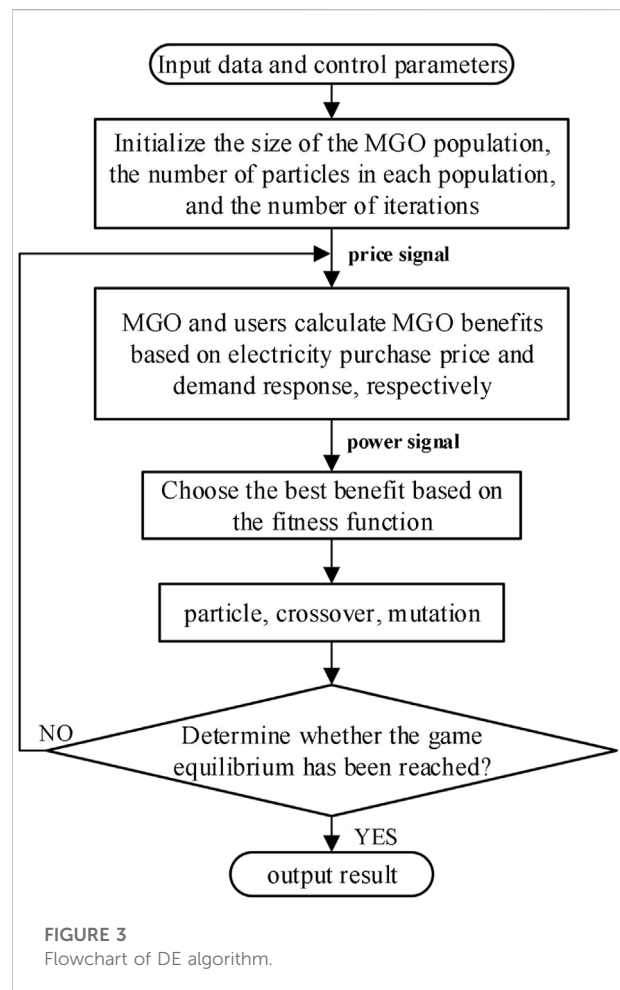 Input data and control parameters
Initialize the size of the MGO population,
the number of particles in each population,
and the number of iterations
price signal
MGO and users calculate MGO benefits
based on electricity purchase price and
demand response, respectively
power signal
Choose the best benefit based on
the fitness function
particle, crossover, mutation
NO
Determine whether the game
equilibrium has been reached?
YES
output result
FIGURE 3
Flowchart of DE algorithm.